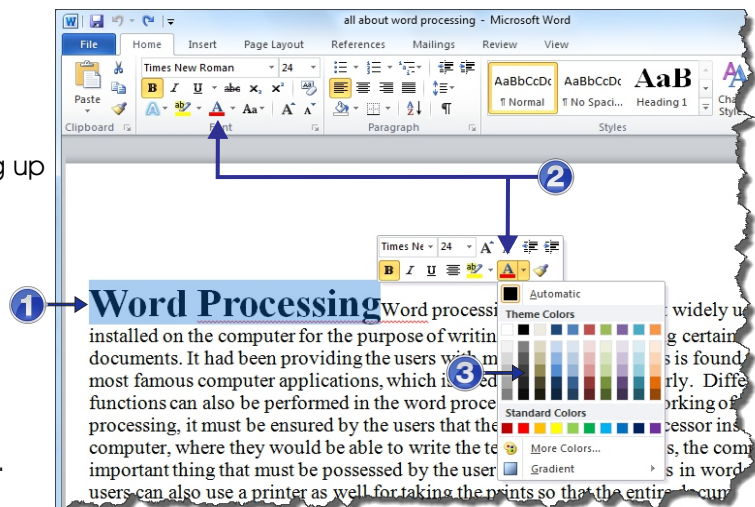 all about word processing - Microsoft Word
File Home Insert Page Layout References Mailings Review View
Times New Roman 24
B I U abc x₂ x²
Paste
A ab A Aa A A
AaBbCcDc AaBbCcDc AaB
¶ Normal ¶ No Spaci... Heading 1
Clipboard Paragraph Styles
g up
2
Times Ne 24 A
B I U ab A
1
Automatic
Theme Colors
Word Processing Word processi widely u
installed on the computer for the purpose of writin g certain
documents. It had been providing the users with m s is found
3
most famous computer applications, which i ed rly. Diffe
functions can also be performed in the word proce orking of
Standard Colors
processing, it must be ensured by the users that the cessor ins
More Colors...
computer, where they would be able to write the te s, the com
Gradient
important thing that must be possessed by the user s in word
users can also use a printer as well for taking the prints so that the entire docum
.